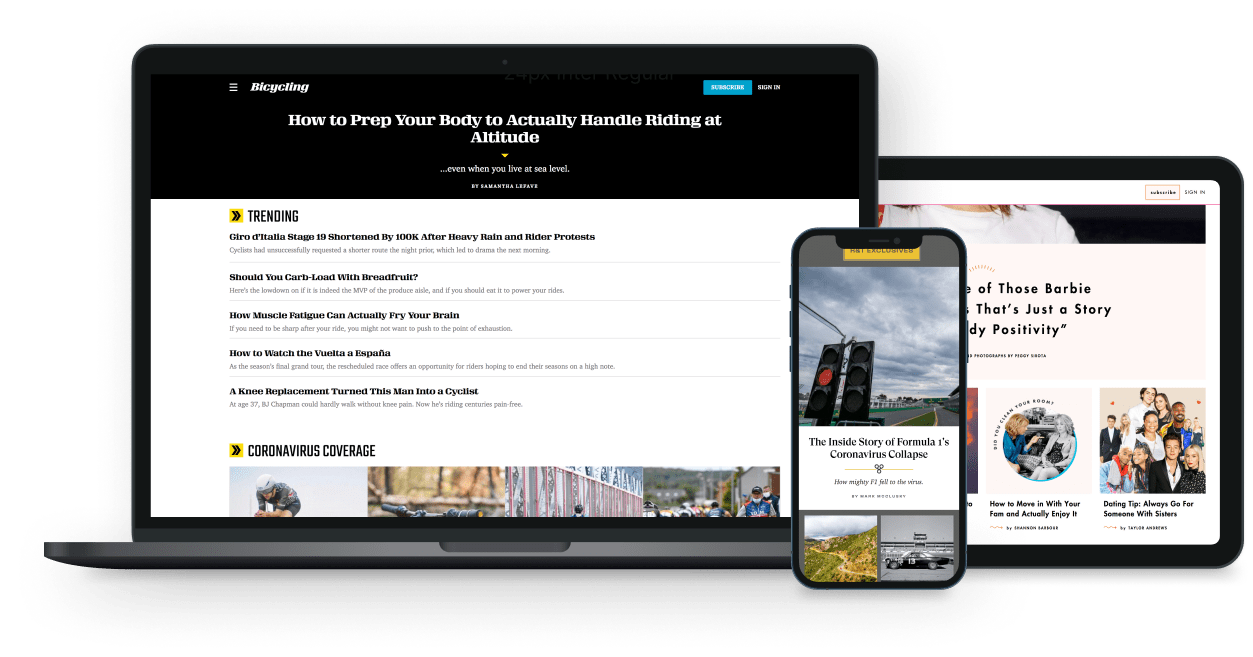 24px Inter Regular
Bicycling
SUBSCRIBE
SIGN IN
How to Prep Your Body to Actually Handle Riding at
Altitude
...even when you live at sea level.
BY SAMANTHA LEFAVE
TRENDING
Giro d'Italia Stage 19 Shortened By 100K After Heavy Rain and Rider Protests
Cyclists had unsuccessfully requested a shorter route the night prior, which led to drama the next morning.
Should You Carb-Load With Breadfruit?
Here's the lowdown on if it is indeed the MVP of the produce aisle, and if you should eat it to power your rides.
How Muscle Fatigue Can Actually Fry Your Brain
If you need to be sharp after your ride, you might not want to push to the point of exhaustion.
How to Watch the Vuelta a España
As the season's final grand tour, the rescheduled race offers an opportunity for riders hoping to end their seasons on a high note.
A Knee Replacement Turned This Man Into a Cyclist
At age 37, BJ Chapman could hardly walk without knee pain. Now he's riding centuries pain-free.
CORONAVIRUS COVERAGE
R&T EXCLUSIVES
The Inside Story of Formula 1's
Coronavirus Collapse
How mighty F1 fell to the virus.
BY MARK MCCLUSKY
13
subscribe
SIGN IN
e of Those Barbie
s That's Just a Story
dy Positivity"
D PHOTOGRAPHS BY PEGGY SIROTA
DID YOU CLEAN YOUR ROOM?
to
How to Move in With Your
Fam and Actually Enjoy It
by SHANNON BARBOUR
Dating Tip: Always Go For
Someone With Sisters
by TAYLOR ANDREWS